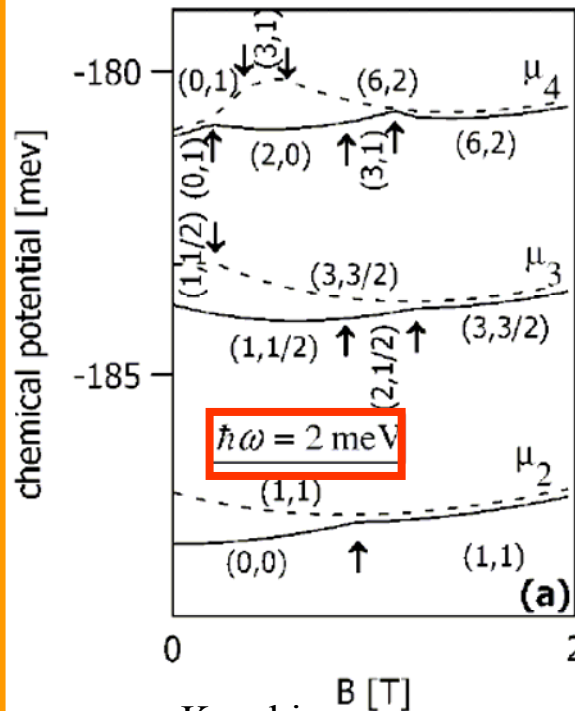 -180
(0,1)
(3,1)
(6,2)
μ4
(0,1)
(2,0)
(3,1)
(6,2)
chemical potential [mev]
(1,1/2)
(3,3/2)
μ3
(1,1/2)
(2,1/2)
(3,3/2)
-185
ħω = 2 meV
μ2
(1,1)
(0,0)
(1,1)
(a)
0
2
B [T]